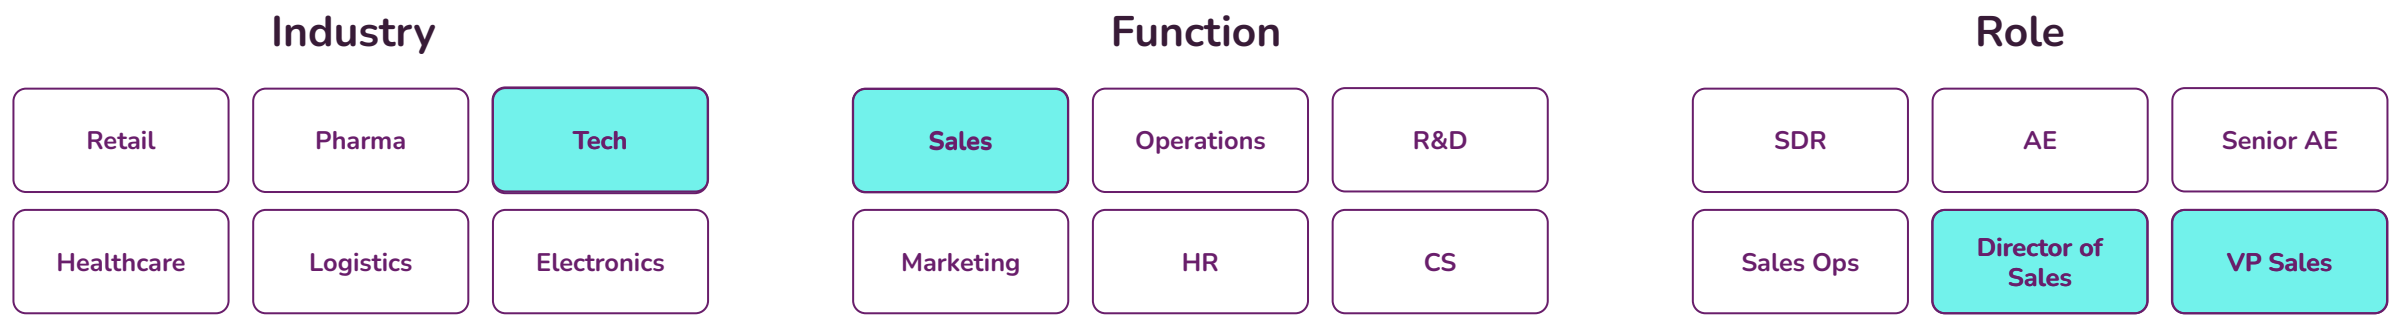 Industry
Function
Role
Retail
Pharma
Tech
Healthcare
Logistics
Electronics
Sales
Operations
R&D
Marketing
HR
CS
SDR
AE
Senior AE
Sales Ops
Director of
Sales
VP Sales